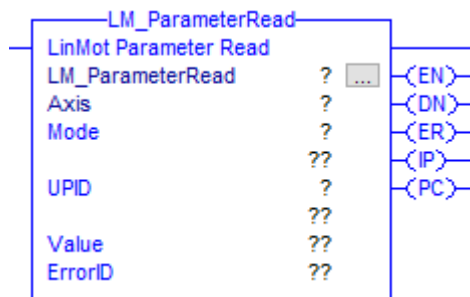 LM_ParameterRead
LinMot Parameter Read
LM_ParameterRead ? ... (EN)
Axis ? (DN)
Mode ? (ER)
?? (IP)
UPID ? (PC)
??
Value ??
ErrorID ??